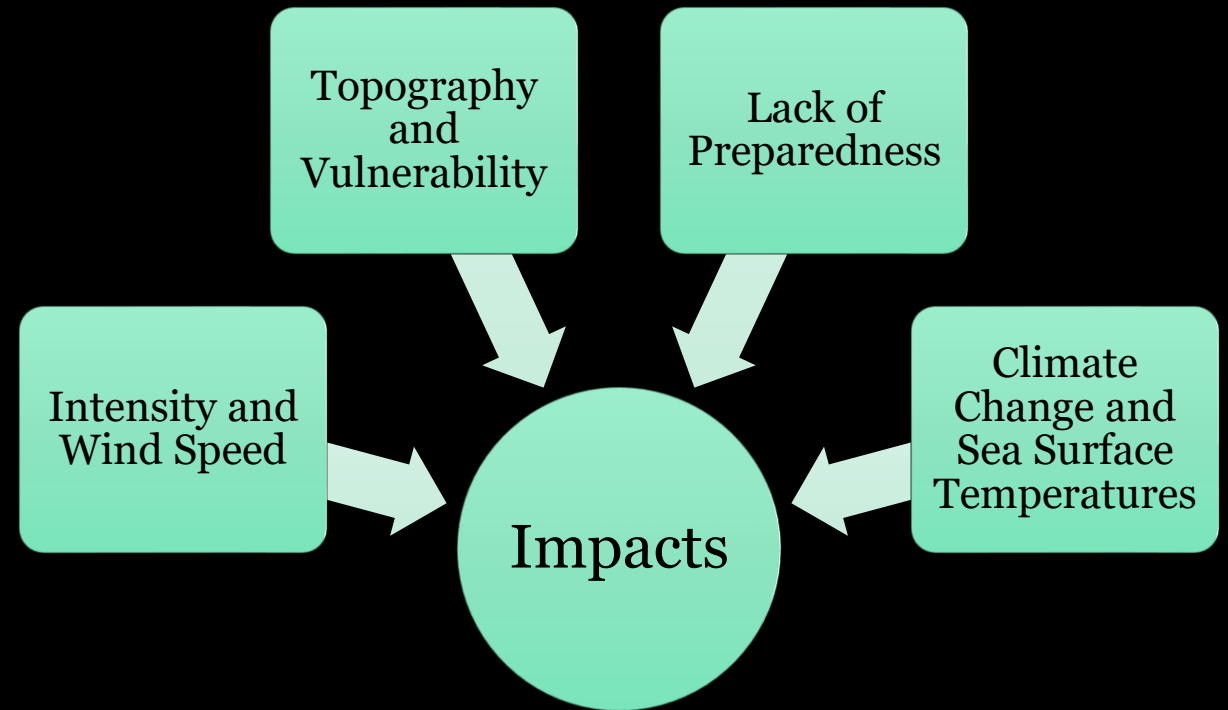 Topography
and
Vulnerability
Lack of
Preparedness
Intensity and
Wind Speed
Climate
Change and
Sea Surface
Temperatures
Impacts